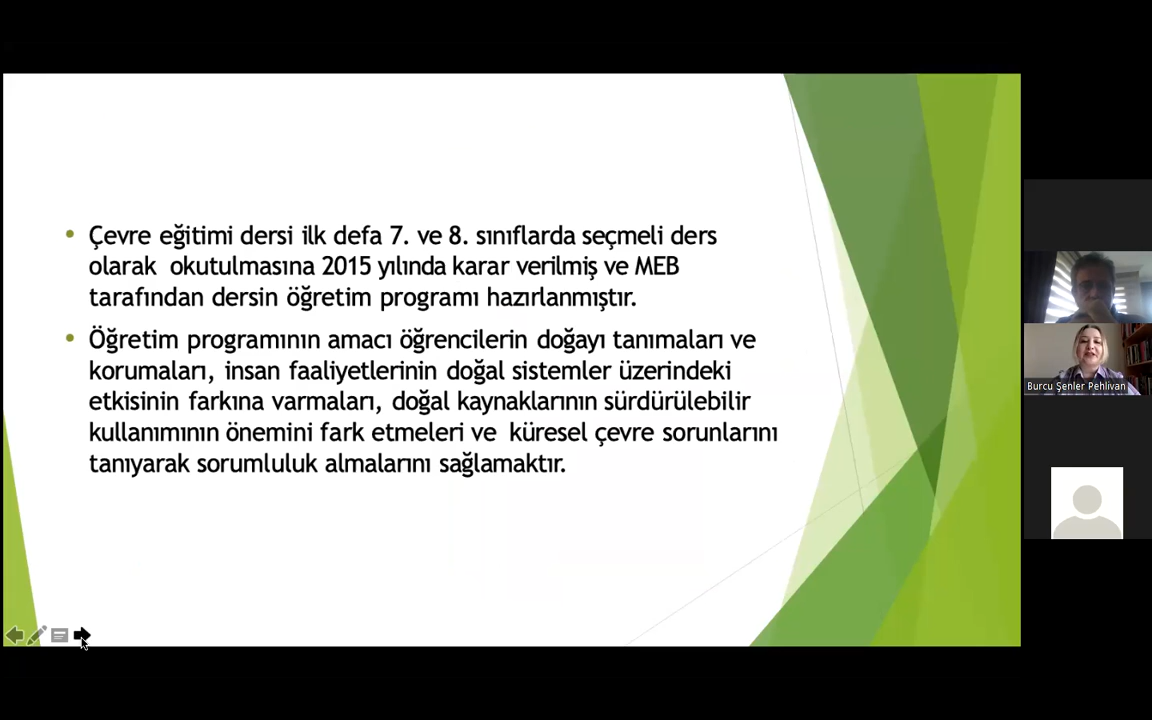 Çevre eğitimi dersi ilk defa 7. ve 8. sınıflarda seçmeli ders
olarak okutulmasına 2015 yılında karar verilmiş ve MEB
tarafından dersin öğretim programı hazırlanmıştır.
Öğretim programının amacı öğrencilerin doğayı tanımaları ve
korumaları, insan faaliyetlerinin doğal sistemler üzerindeki
etkisinin farkına varmaları, doğal kaynaklarının sürdürülebilir
kullanımının önemini fark etmeleri ve küresel çevre sorunlarını
tanıyarak sorumluluk almalarını sağlamaktır.
Burcu Şenler Pehlivan